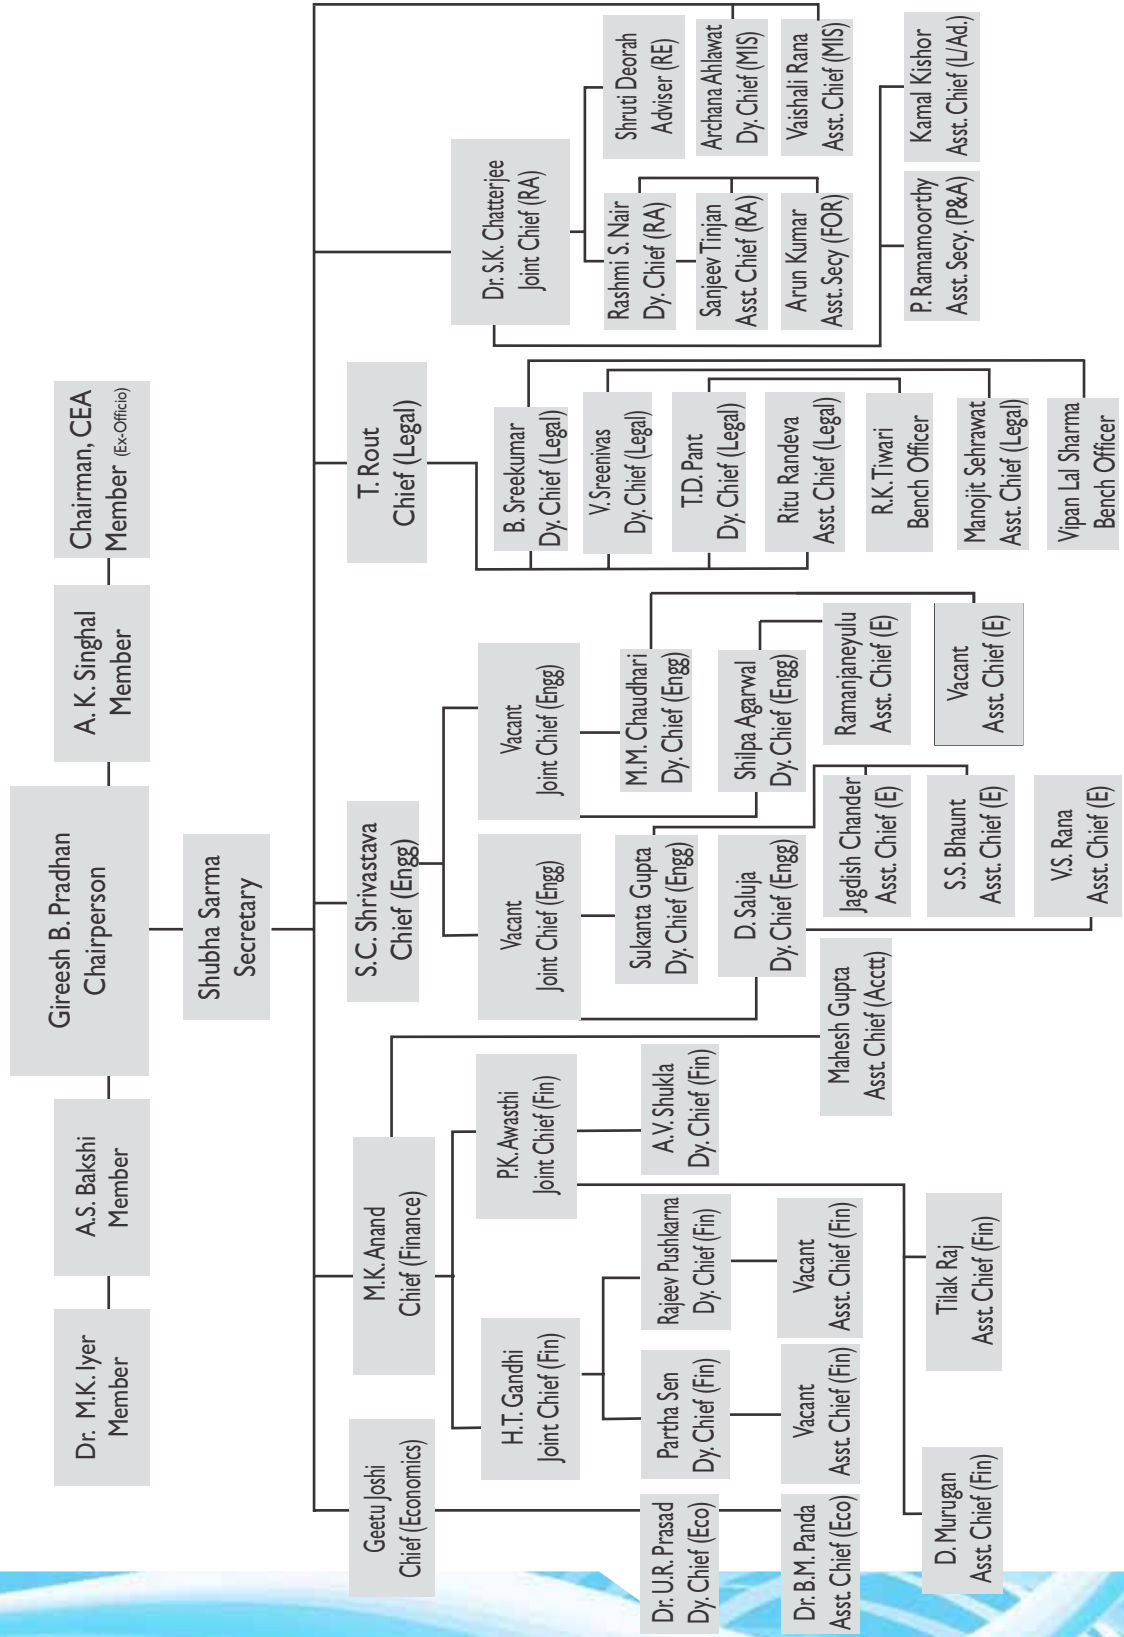 Gireesh B. Pradhan
Chairperson
Dr. M.K. Iyer
Member
A.S. Bakshi
Member
A. K. Singhal
Member
Chairman, CEA
Member (Ex-Officio)
Shubha Sarma
Secretary
Geetu Joshi
Chief (Economics)
M.K. Anand
Chief (Finance)
S.C. Shrivastava
Chief (Engg)
T. Rout
Chief (Legal)
Dr. S.K. Chatterjee
Joint Chief (RA)
H.T. Gandhi
Joint Chief (Fin)
P.K. Awasthi
Joint Chief (Fin)
Vacant
Joint Chief (Engg)
Vacant
Joint Chief (Engg)
Dr. U.R. Prasad
Dy. Chief (Eco)
Partha Sen
Dy. Chief (Fin)
Rajeev Pushkarna
Dy. Chief (Fin)
A.V. Shukla
Dy. Chief (Fin)
Sukanta Gupta
Dy. Chief (Engg)
M.M. Chaudhari
Dy. Chief (Engg)
B. Sreekumar
Dy. Chief (Legal)
Rashmi S. Nair
Dy. Chief (RA)
Shruti Deorah
Adviser (RE)
D. Saluja
Dy. Chief (Engg)
Shilpa Agarwal
Dy. Chief (Engg)
V. Sreenivas
Dy. Chief (Legal)
Sanjeev Tinjan
Asst. Chief (RA)
Archana Ahlawat
Dy. Chief (MIS)
Dr. B.M. Panda
Asst. Chief (Eco)
Vacant
Asst. Chief (Fin)
Vacant
Asst. Chief (Fin)
Mahesh Gupta
Asst. Chief (Acctt)
Jagdish Chander
Asst. Chief (E)
Ramanjaneyulu
Asst. Chief (E)
T.D. Pant
Dy. Chief (Legal)
Ritu Randeva
Asst. Chief (Legal)
Arun Kumar
Asst. Secy (FOR)
Vaishali Rana
Asst. Chief (MIS)
D. Murugan
Asst. Chief (Fin)
Tilak Raj
Asst. Chief (Fin)
S.S. Bhaunt
Asst. Chief (E)
Vacant
Asst. Chief (E)
R.K. Tiwari
Bench Officer
P. Ramamoorthy
Asst. Secy. (P&A)
Kamal Kishor
Asst. Chief (L/Ad.)
V.S. Rana
Asst. Chief (E)
Manojit Sehrawat
Asst. Chief (Legal)
Vipan Lal Sharma
Bench Officer